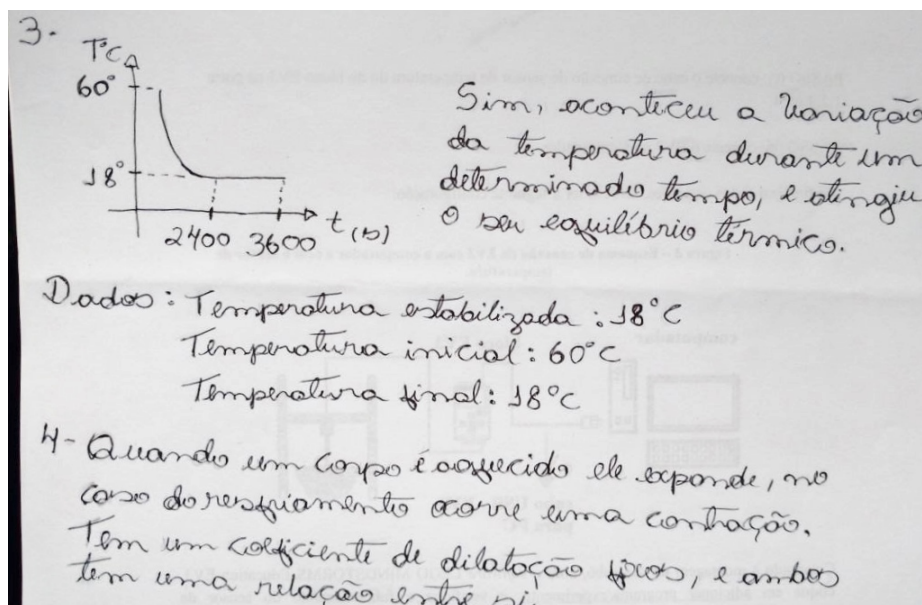 3.
T°C
60°
18°
2400 3600 t(s)
Sim, aconteceu a variação
da temperatura durante um
determinado tempo, e atingiu
o seu equilíbrio térmico.
Dados: Temperatura estabilizada: 18°C
Temperatura inicial: 60°C
Temperatura final: 18°C
4- Quando um corpo é aquecido ele expande, no
caso do resfriamento ocorre uma contração.
Tem um coeficiente de dilatação fixos, e ambos
tem uma relação entre si.